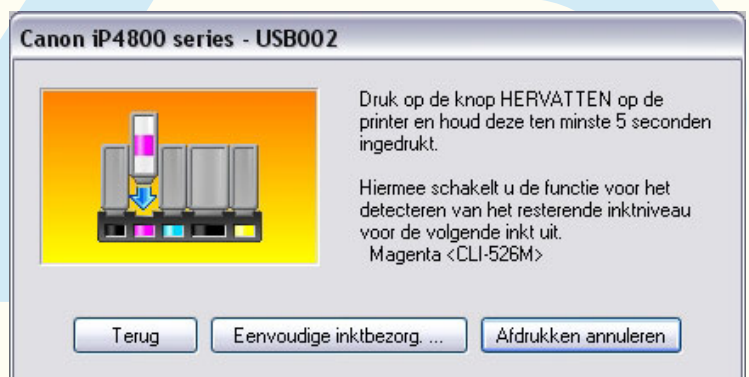 Canon iP4800 series - USB002
Druk op de knop HERVATTEN op de
printer en houd deze ten minste 5 seconden
ingedrukt.
Hiermee schakelt u de functie voor het
detecteren van het resterende inktniveau
voor de volgende inkt uit.
Magenta <CLI-526M>
Terug
Eenvoudige inktbezorg. ...
Afdrukken annuleren